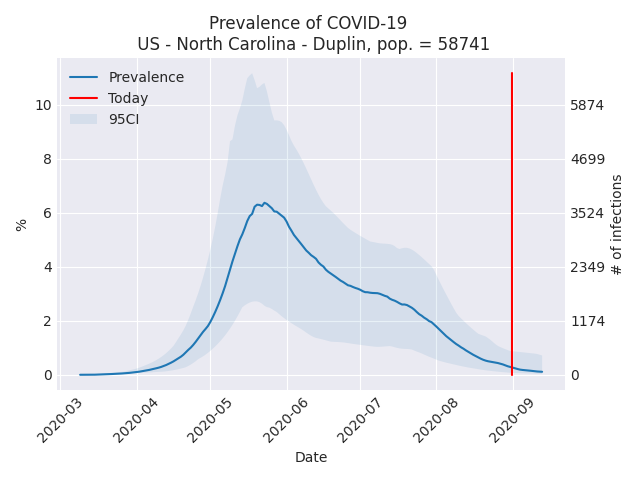 Prevalence of COVID-19
US - North Carolina - Duplin, pop. = 58741
Prevalence
Today
95CI
10
8
6
4
2
0
%
5874
4699
3524
2349
1174
0
# of infections
2020-03
2020-04
2020-05
2020-06
2020-07
2020-08
2020-09
Date